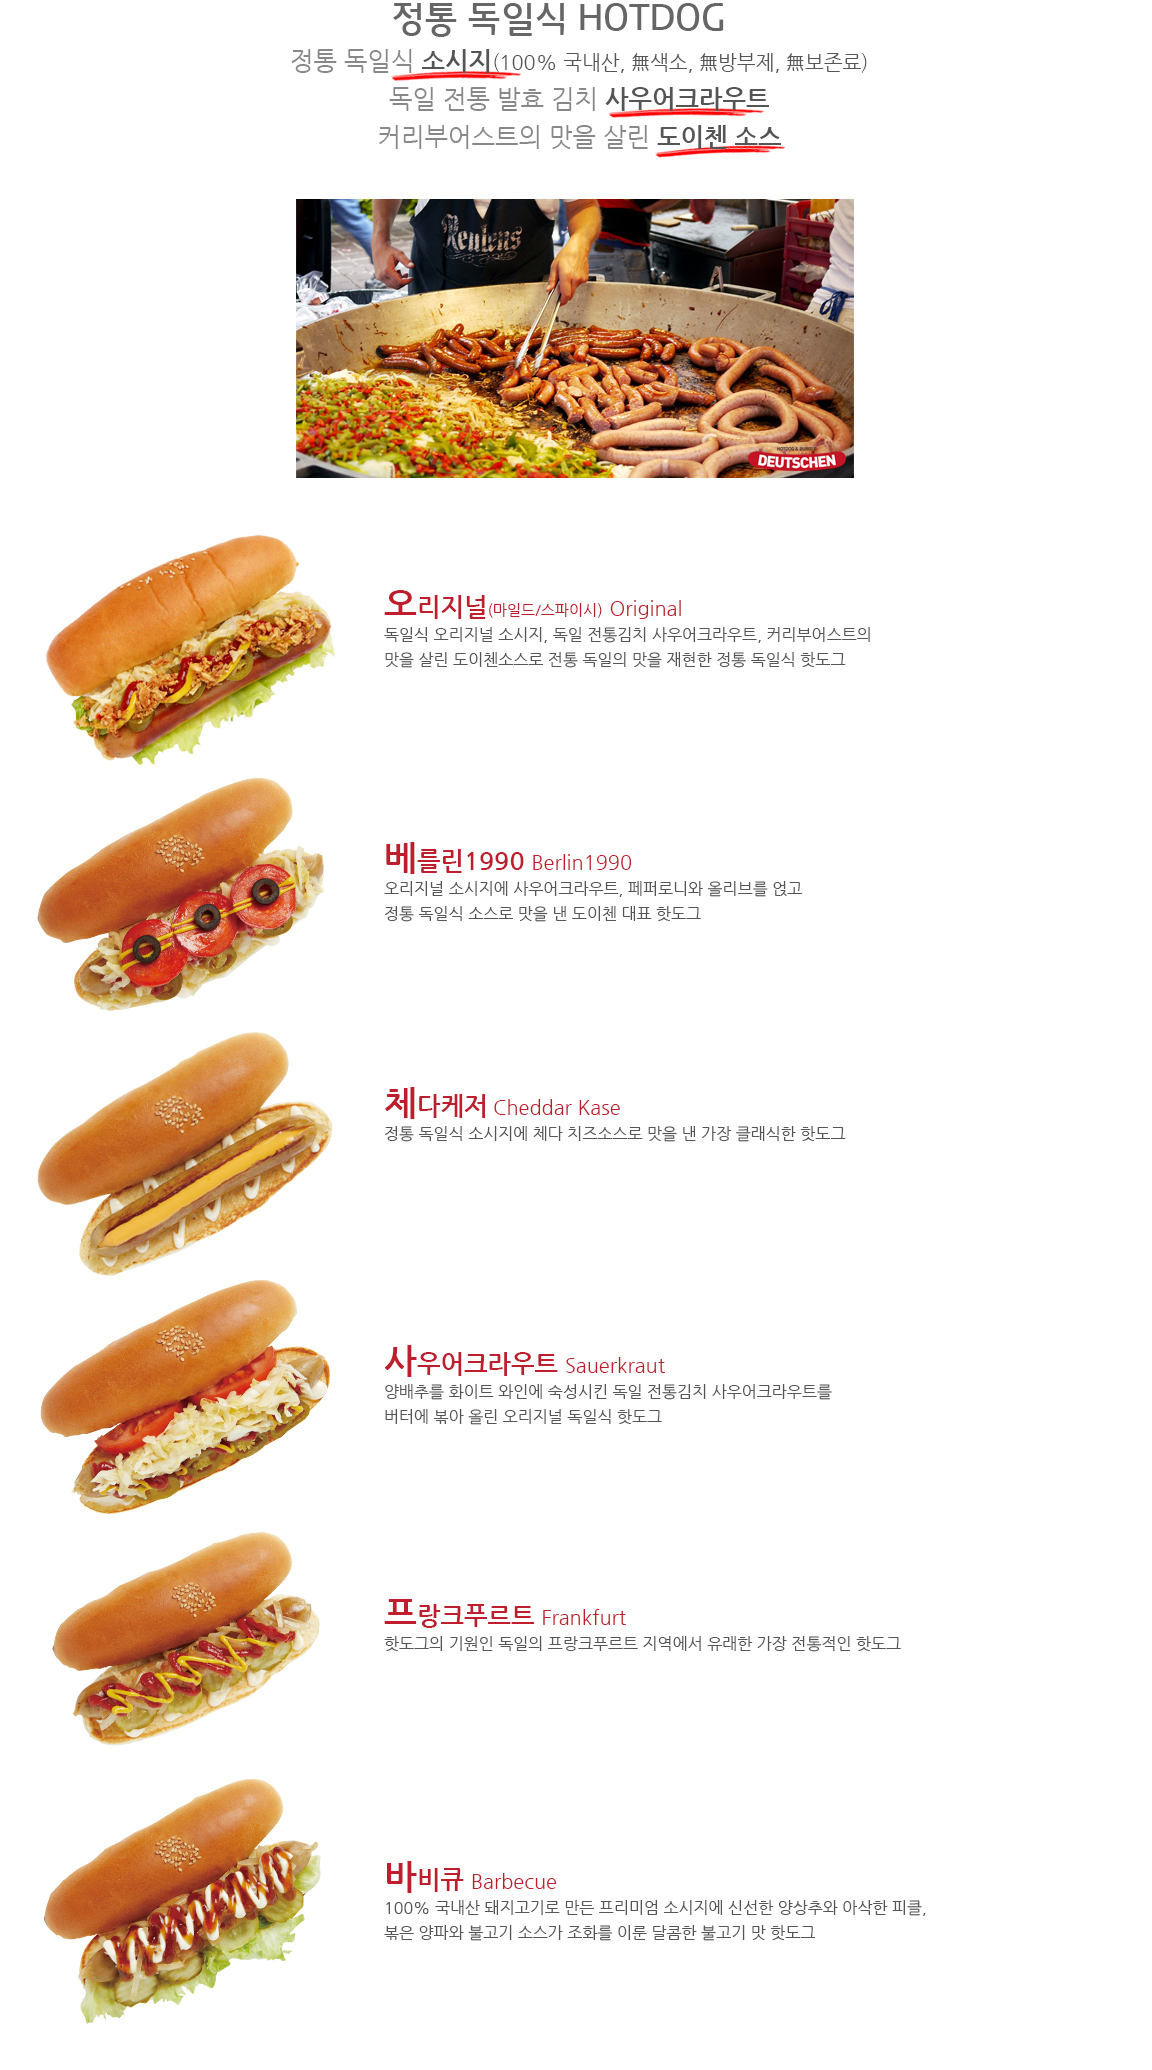 정통 독일식 HOTDOG
정통 독일식 소시지(100% 국내산, 無색소, 無방부제, 無보존료)
독일 전통 발효 김치 사우어크라우트
커리부어스트의 맛을 살린 도이첸 소스
Reulens
HOTDOG & BURGER
DEUTSCHEN
오리지널(마일드/스파이시) Original
독일식 오리지널 소시지, 독일 전통김치 사우어크라우트, 커리부어스트의
맛을 살린 도이첸소스로 전통 독일의 맛을 재현한 정통 독일식 핫도그
베를린1990 Berlin1990
오리지널 소시지에 사우어크라우트, 페퍼로니와 올리브를 얹고
정통 독일식 소스로 맛을 낸 도이첸 대표 핫도그
체다케저 Cheddar Kase
정통 독일식 소시지에 체다 치즈소스로 맛을 낸 가장 클래식한 핫도그
사우어크라우트 Sauerkraut
양배추를 화이트 와인에 숙성시킨 독일 전통김치 사우어크라우트를
버터에 볶아 올린 오리지널 독일식 핫도그
프랑크푸르트 Frankfurt
핫도그의 기원인 독일의 프랑크푸르트 지역에서 유래한 가장 전통적인 핫도그
바비큐 Barbecue
100% 국내산 돼지고기로 만든 프리미엄 소시지에 신선한 양상추와 아삭한 피클,
볶은 양파와 불고기 소스가 조화를 이룬 달콤한 불고기 맛 핫도그